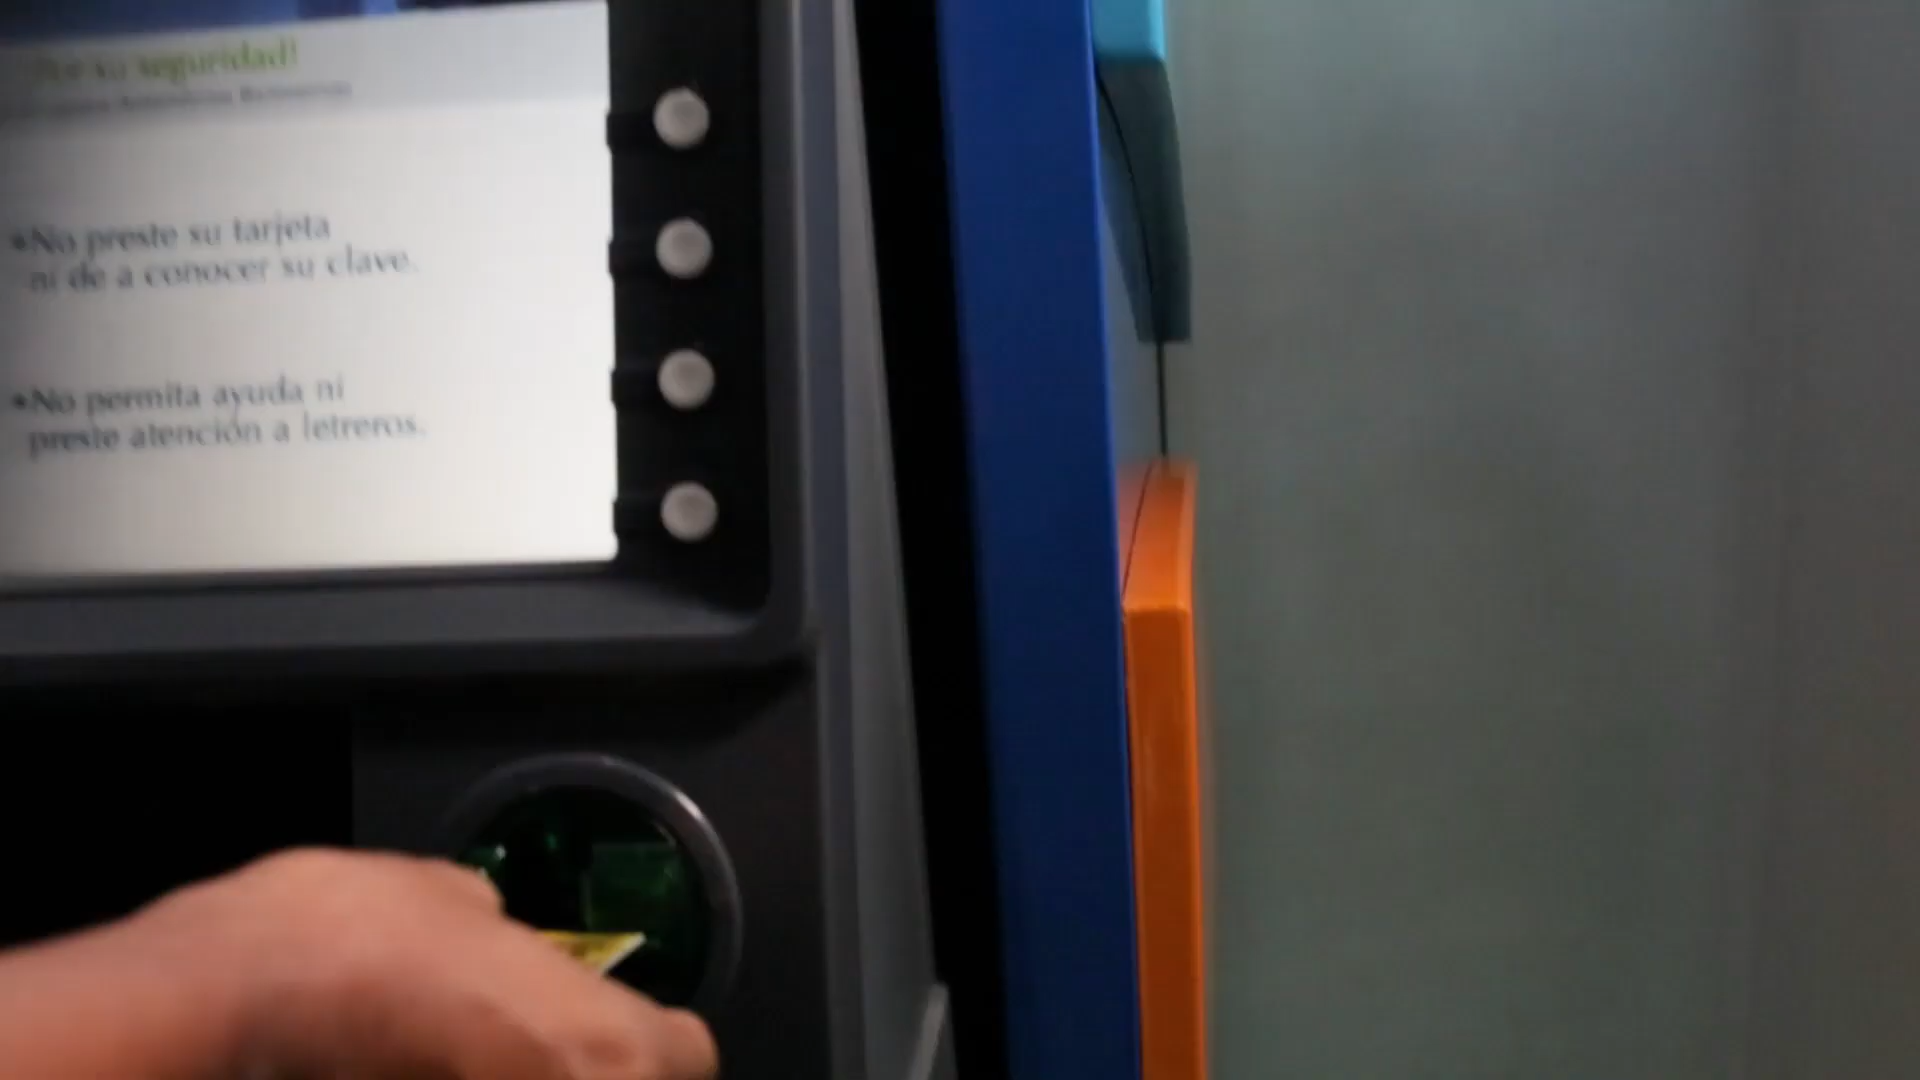 ¡Por su seguridad!
•No preste su tarjeta
ni de a conocer su clave.
•No permita ayuda ni
preste atención a letreros.